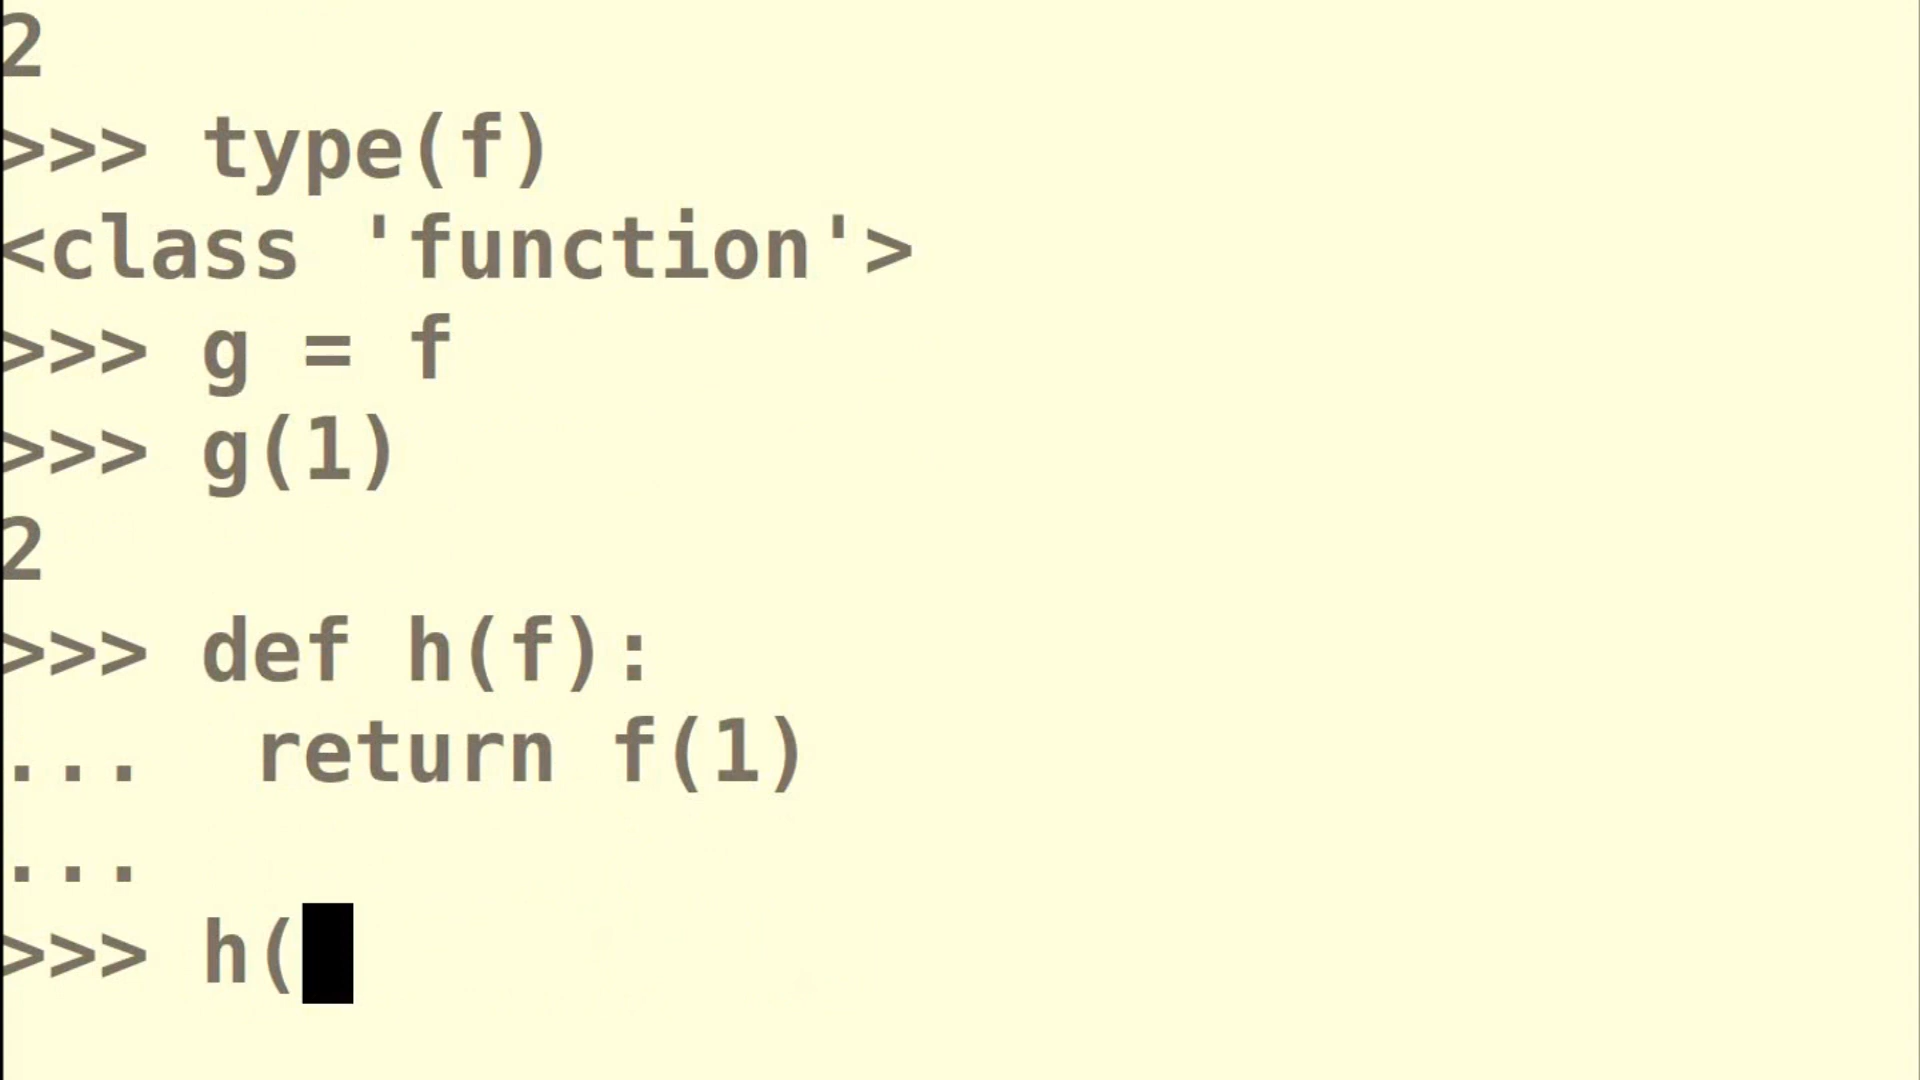 2
>>> type(f)
<class 'function'>
>>> g = f
>>> g(1)
2
>>> def h(f):
...  return f(1)
...
>>> h(